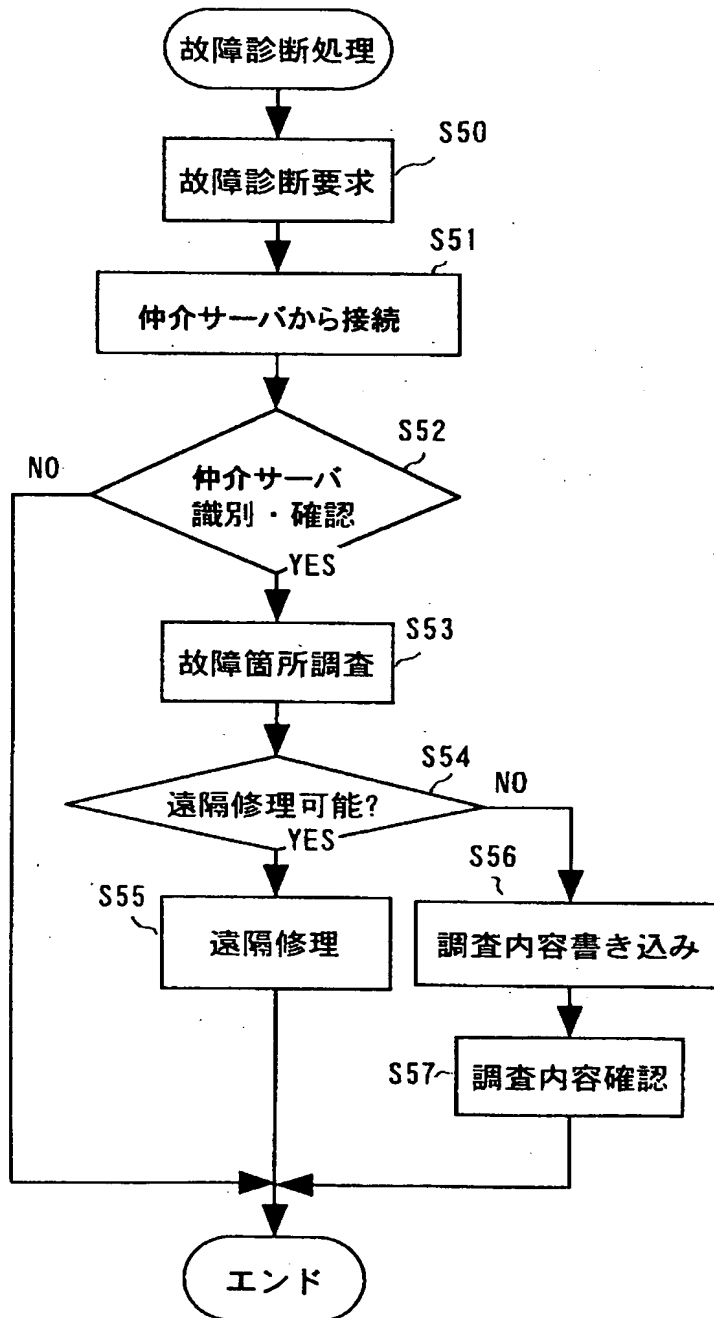 故障診断処理
S50
故障診断要求
S51
仲介サーバから接続
S52
NO
仲介サーバ
識別・確認
YES
S53
故障箇所調査
S54
遠隔修理可能?
NO
YES
S55
遠隔修理
S56
調査内容書き込み
S57
調査内容確認
エンド